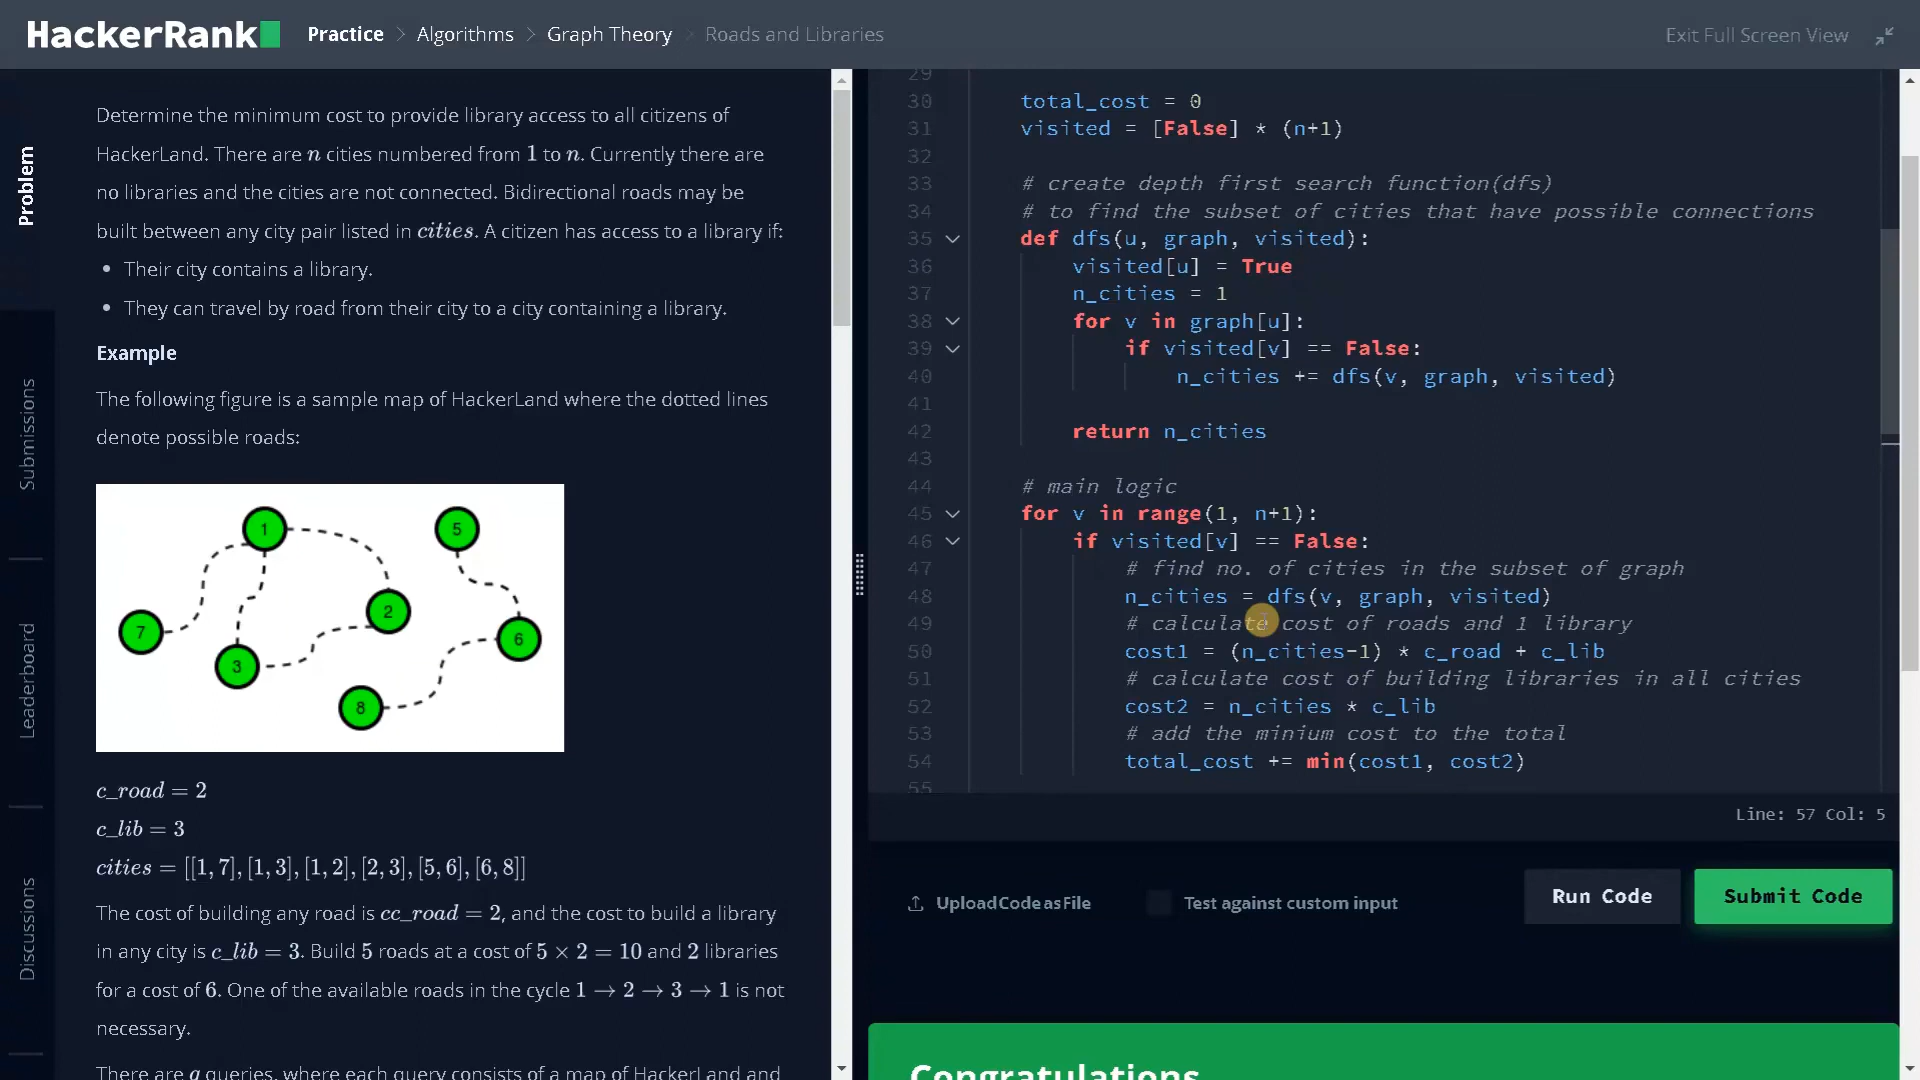 HackerRank Practice > Algorithms > Graph Theory > Roads and Libraries Exit Full Screen View
Problem
Submissions
Leaderboard
Discussions
Determine the minimum cost to provide library access to all citizens of
HackerLand. There are n cities numbered from 1 to n. Currently there are
no libraries and the cities are not connected. Bidirectional roads may be
built between any city pair listed in cities. A citizen has access to a library if:
• Their city contains a library.
• They can travel by road from their city to a city containing a library.
Example
The following figure is a sample map of HackerLand where the dotted lines
denote possible roads:
1
5
2
7
6
3
8
c_road = 2
c_lib = 3
cities = [[1, 7], [1, 3], [1, 2], [2, 3], [5, 6], [6, 8]]
The cost of building any road is cc_road = 2, and the cost to build a library
in any city is c_lib = 3. Build 5 roads at a cost of 5 × 2 = 10 and 2 libraries
for a cost of 6. One of the available roads in the cycle 1 → 2 → 3 → 1 is not
necessary.
There are q queries, where each query consists of a map of HackerLand and
29
30 total_cost = 0
31 visited = [False] * (n+1)
32
33 # create depth first search function(dfs)
34 # to find the subset of cities that have possible connections
35 def dfs(u, graph, visited):
36 visited[u] = True
37 n_cities = 1
38 for v in graph[u]:
39 if visited[v] == False:
40 n_cities += dfs(v, graph, visited)
41
42 return n_cities
43
44 # main logic
45 for v in range(1, n+1):
46 if visited[v] == False:
47 # find no. of cities in the subset of graph
48 n_cities = dfs(v, graph, visited)
49 # calculate cost of roads and 1 library
50 cost1 = (n_cities-1) * c_road + c_lib
51 # calculate cost of building libraries in all cities
52 cost2 = n_cities * c_lib
53 # add the minium cost to the total
54 total_cost += min(cost1, cost2)
55
Line: 57 Col: 5
Upload Code as File Test against custom input Run Code Submit Code
Congratulations